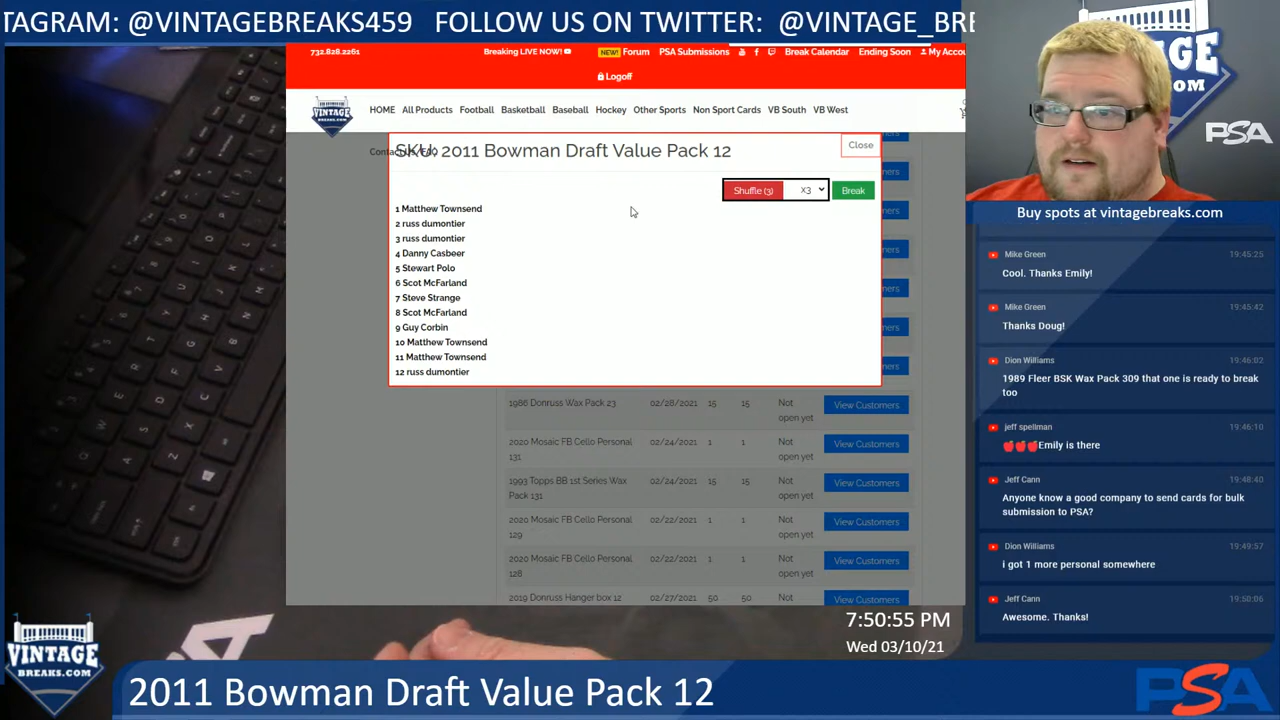 TAGRAM: @VINTAGEBREAKS459 FOLLOW US ON TWITTER: @VINTAGE_BRE
732.828.2261 Breaking LIVE NOW! NEW! Forum PSA Submissions Break Calendar Ending Soon My Accou
Logoff
VINTAGE BREAKS.COM
HOME All Products Football Basketball Baseball Hockey Other Sports Non Sport Cards VB South VB West
Contact Us/FAQ
SKU: 2011 Bowman Draft Value Pack 12
Close
Shuffle (3) X3 Break
1 Matthew Townsend
2 russ dumontier
3 russ dumontier
4 Danny Casbeer
5 Stewart Polo
6 Scot McFarland
7 Steve Strange
8 Scot McFarland
9 Guy Corbin
10 Matthew Townsend
11 Matthew Townsend
12 russ dumontier
1986 Donruss Wax Pack 23 02/28/2021 15 15 Not open yet View Customers
2020 Mosaic FB Cello Personal 131 02/24/2021 1 1 Not open yet View Customers
1993 Topps BB 1st Series Wax Pack 131 02/24/2021 15 15 Not open yet View Customers
2020 Mosaic FB Cello Personal 129 02/22/2021 1 1 Not open yet View Customers
2020 Mosaic FB Cello Personal 128 02/22/2021 1 1 Not open yet View Customers
2019 Donruss Hanger box 12 02/27/2021 50 50 Not View Customers
PSA
Buy spots at vintagebreaks.com
Mike Green 19:45:25
Cool. Thanks Emily!
Mike Green 19:45:42
Thanks Doug!
Dion Williams 19:46:02
1989 Fleer BSK Wax Pack 309 that one is ready to break
too
jeff spellman 19:46:10
🍎🍎🍎Emily is there
Jeff Cann 19:48:40
Anyone know a good company to send cards for bulk
submission to PSA?
Dion Williams 19:49:57
i got 1 more personal somewhere
Jeff Cann 19:50:06
Awesome. Thanks!
7:50:55 PM
Wed 03/10/21
VINTAGE
BREAKS.COM
2011 Bowman Draft Value Pack 12
PSA